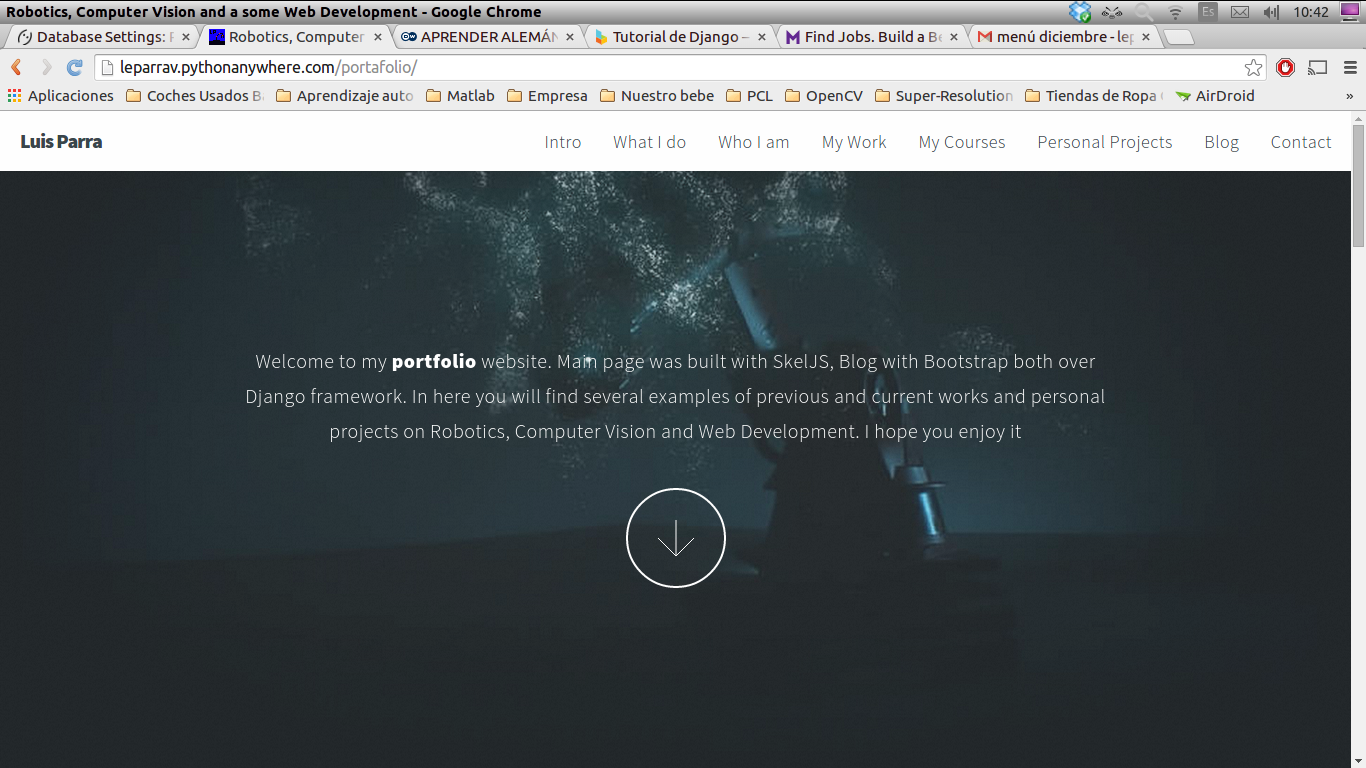 Robotics, Computer Vision and a some Web Development - Google Chrome
Es
10:42
Database Settings:
Robotics, Computer
APRENDER ALEMÁN
Tutorial de Django –
Find Jobs. Build a Be
menú diciembre - lep
leparrav.pythonanywhere.com/portafolio/
Aplicaciones
Coches Usados
Aprendizaje auto
Matlab
Empresa
Nuestro bebe
PCL
OpenCV
Super-Resolution
Tiendas de Ropa
AirDroid
»
Luis Parra
Intro
What I do
Who I am
My Work
My Courses
Personal Projects
Blog
Contact
Welcome to my portfolio website. Main page was built with SkelJS, Blog with Bootstrap both over
Django framework. In here you will find several examples of previous and current works and personal
projects on Robotics, Computer Vision and Web Development. I hope you enjoy it